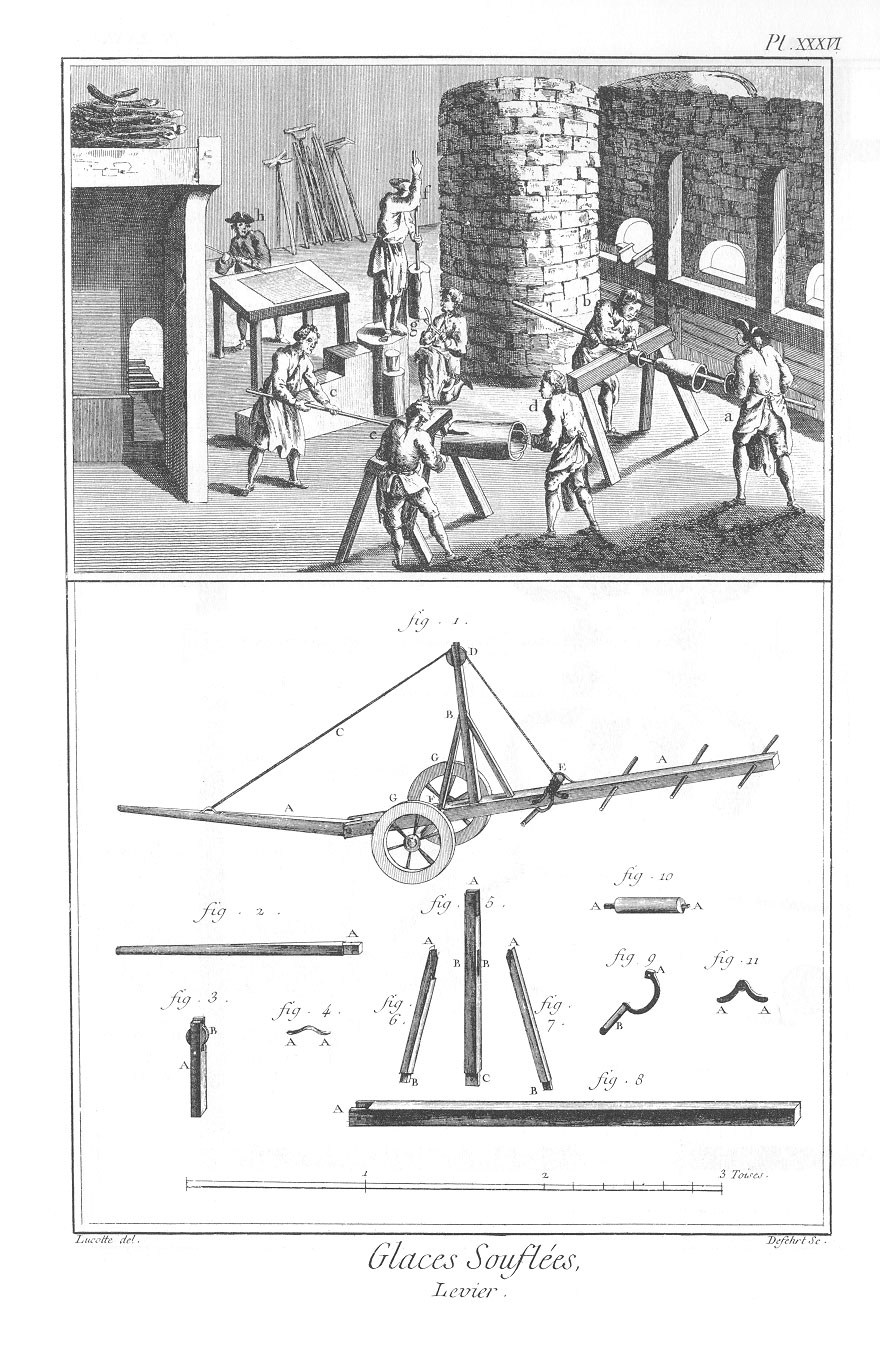 Pl. XXXVI.
h
f
g
b
c
e
d
a
fig. 1.
D
B
C
G
E
A
A
G
F
fig. 10
A
A
fig. 2.
A
A
fig. 5.
B
B
C
A
fig. 6.
B
A
fig. 7.
B
fig. 9
A
B
fig. 11
A
A
fig. 3.
B
A
fig. 4.
A
A
fig. 8
A
1
2
3 Toises.
Lucotte del.
Defehrt Sc.
Glaces Souflées,
Levier.